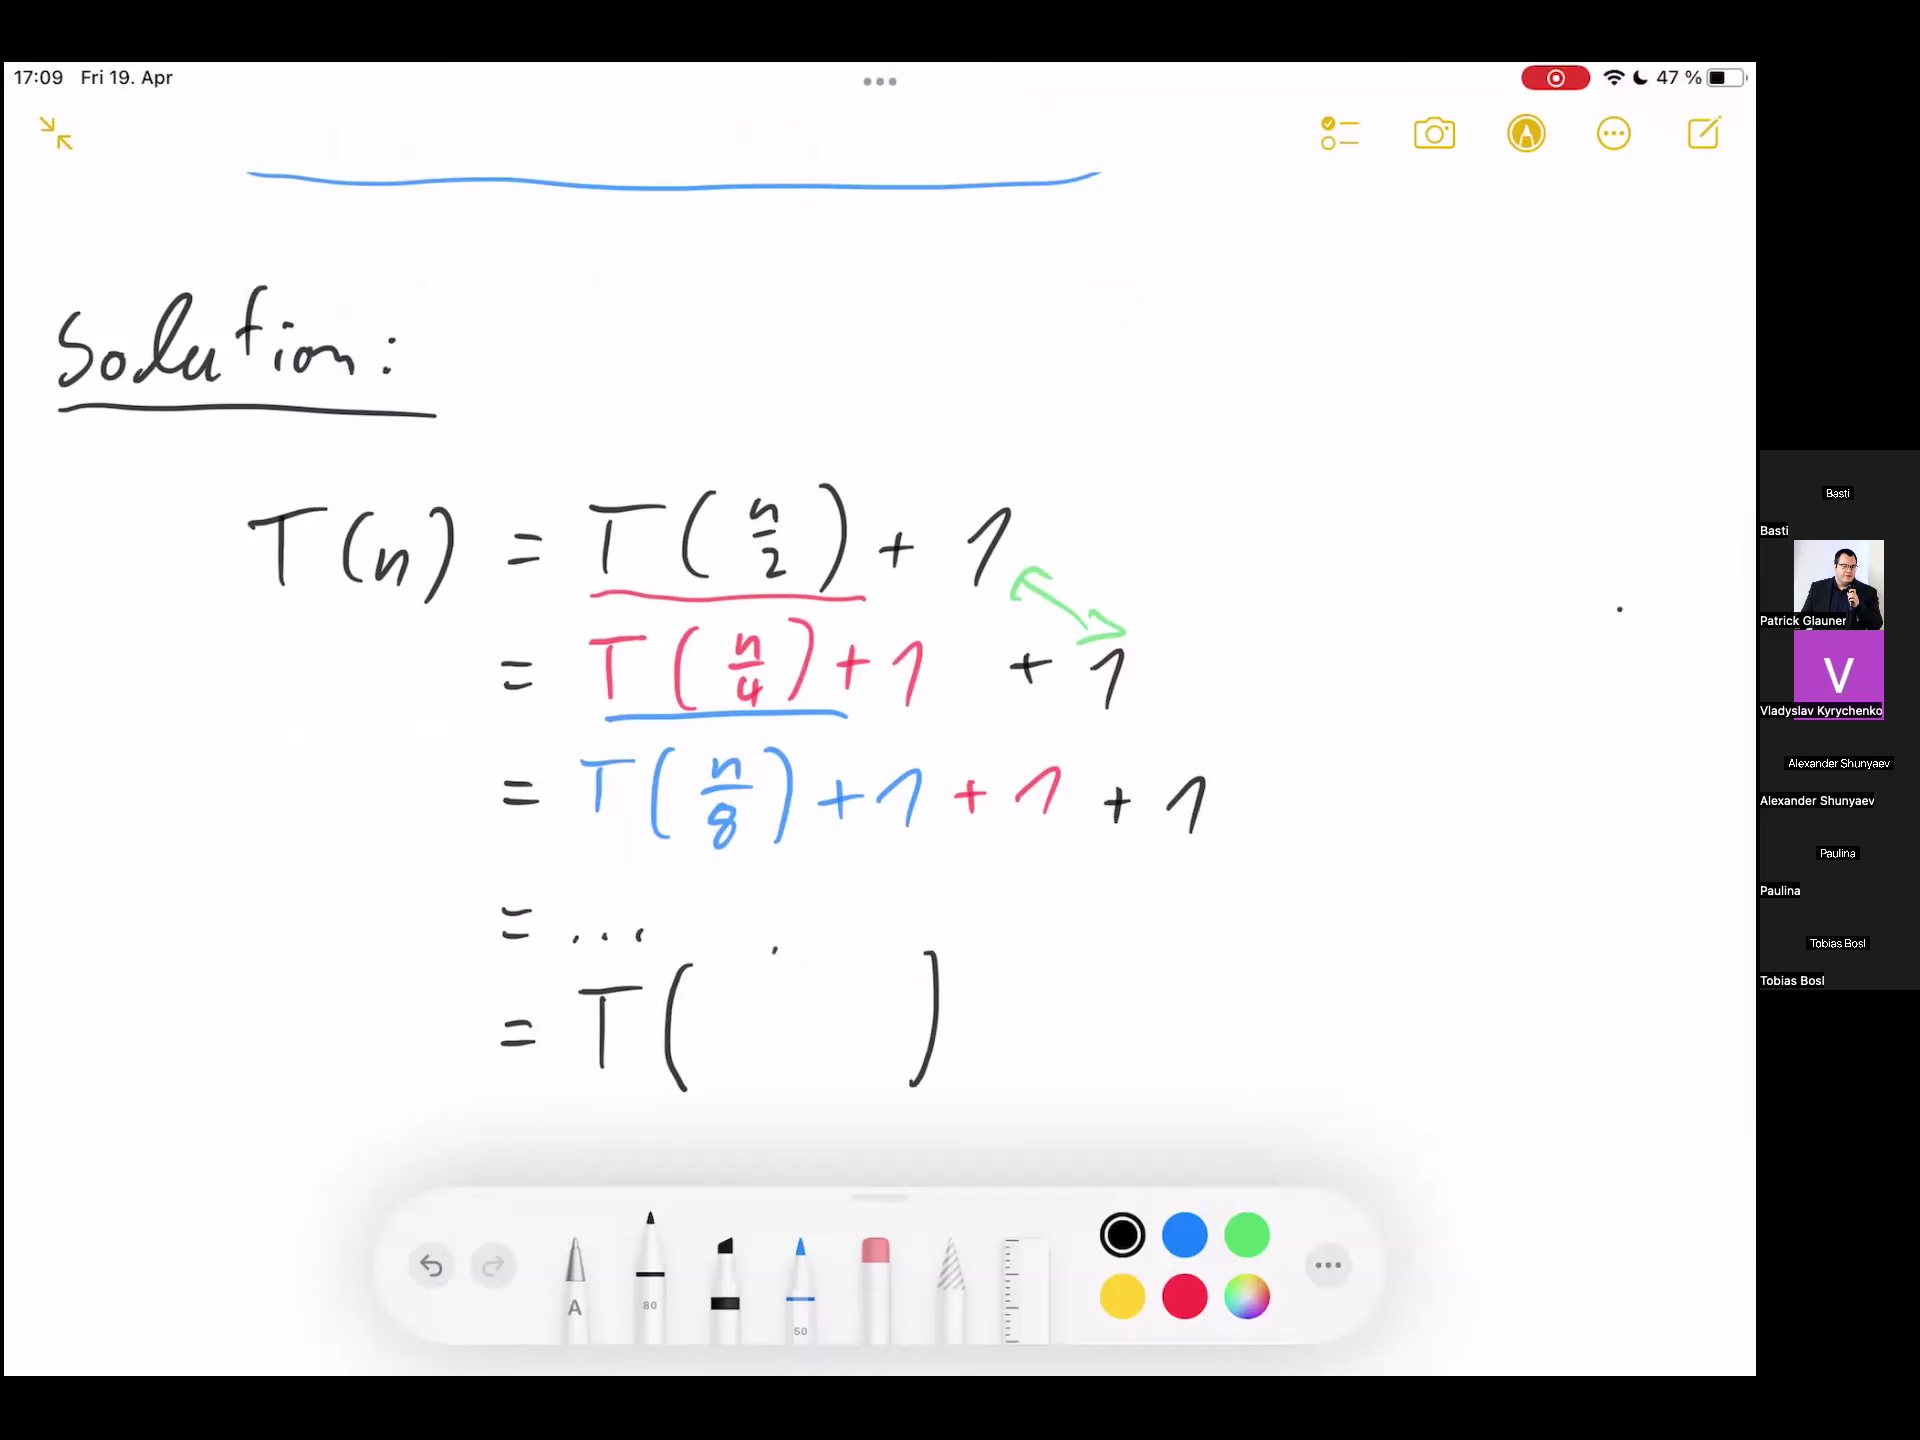 17:09 Fri 19. Apr
47 %
Solution:
T(n) = T(n/2) + 1
= T(n/4) + 1 + 1
= T(n/8) + 1 + 1 + 1
= ...
= T( )
A
80
50
Basti
Basti
Patrick Glauner
V
Vladyslav Kyrychenko
Alexander Shunyaev
Alexander Shunyaev
Paulina
Paulina
Tobias Bosl
Tobias Bosl